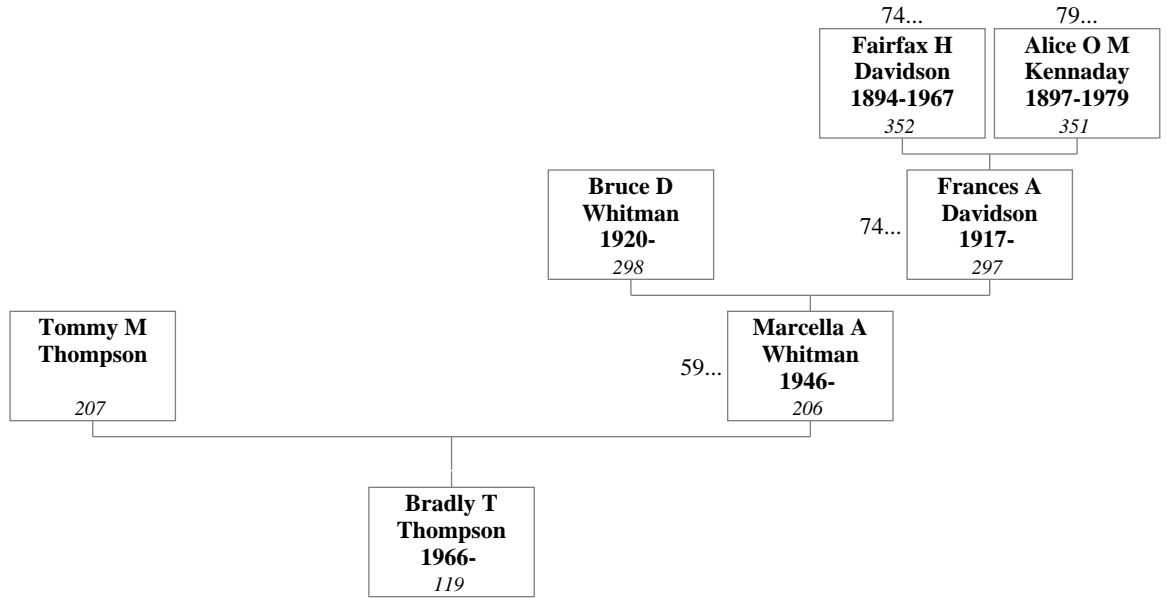 74...
79...
Fairfax H
Davidson
1894-1967
352
Alice O M
Kennaday
1897-1979
351
Bruce D
Whitman
1920-
298
74...
Frances A
Davidson
1917-
297
Tommy M
Thompson
207
59...
Marcella A
Whitman
1946-
206
Bradly T
Thompson
1966-
119